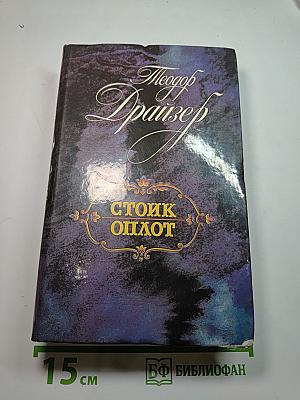 Теодор
Драйзер
СТОИК
ОПЛОТ
15 см
БФ БИБЛИОФАН